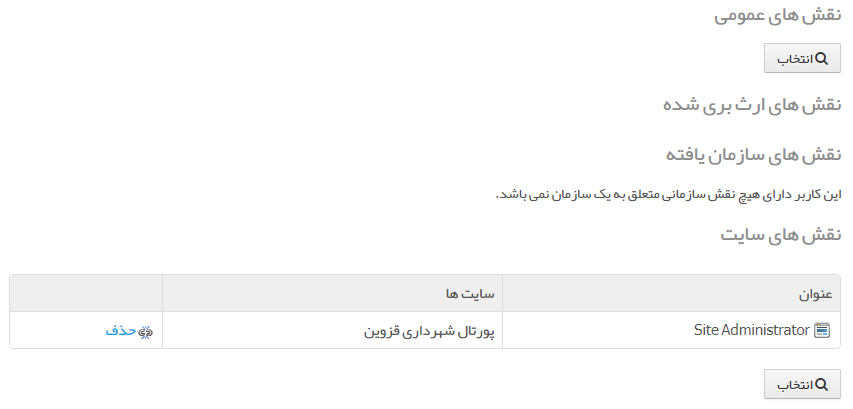 نقش های عمومی
انتخاب
نقش های ارث بری شده
نقش های سازمان یافته
این کاربر دارای هیچ نقش سازمانی متعلق به یک سازمان نمی باشد.
نقش های سایت
عنوان سایت ها
Site Administrator پورتال شهرداری قزوین حذف
انتخاب